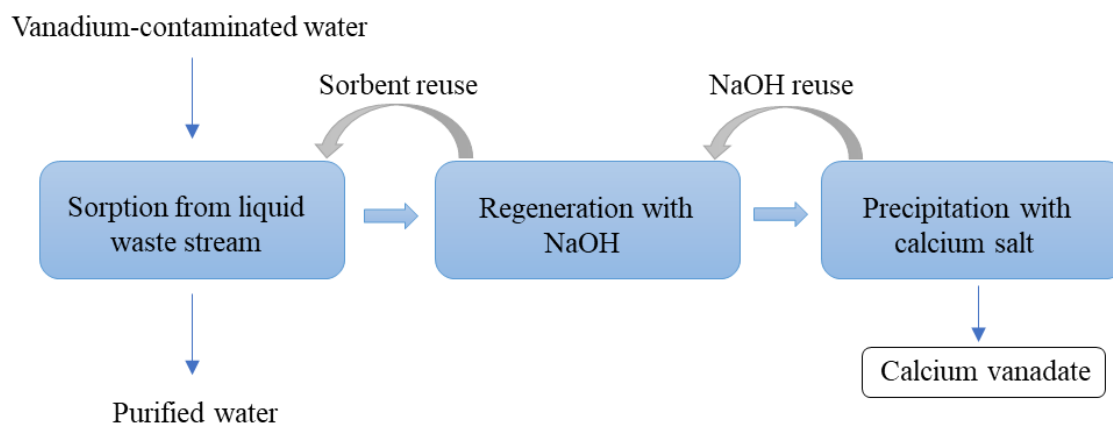 Vanadium-contaminated water
Sorbent reuse
NaOH reuse
Sorption from liquid
waste stream
Regeneration with
NaOH
Precipitation with
calcium salt
Calcium vanadate
Purified water